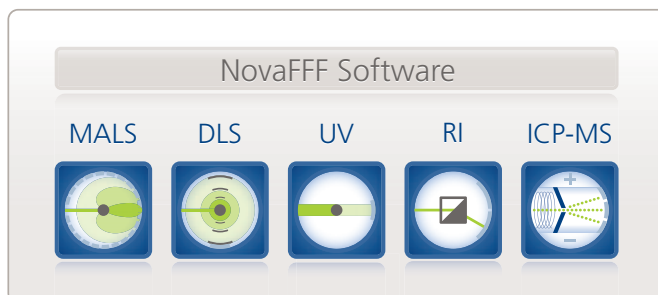 NovaFFF Software
MALS DLS UV RI ICP-MS
+
–